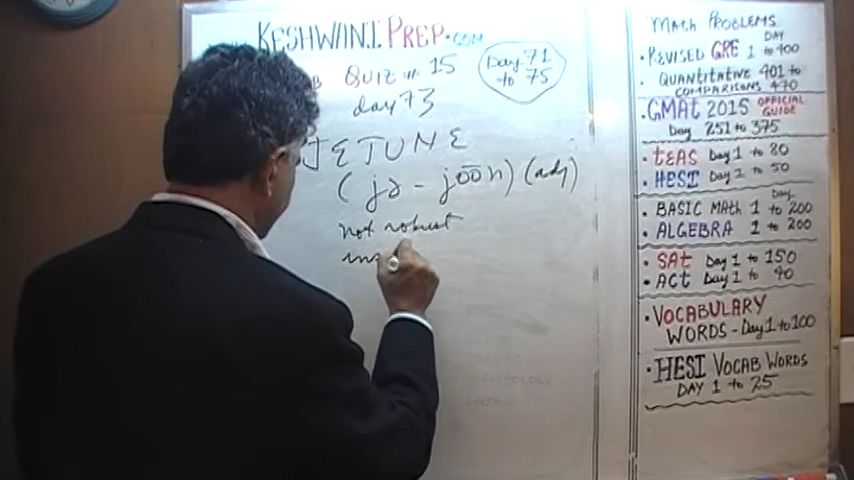 KESHWANI PREP.COM
QUIZ # 15
Day 71 to 75
day 73
JEJUNE
(jə - jōōn) (adj)
not robust
MATH PROBLEMS
DAY
• REVISED GRE 1 to 400
• QUANTITATIVE 401 to
COMPARISONS 470
• GMAt 2015 OFFICIAL GUIDE
Day 251 to 375
• tEAS Day 1 to 80
• HESI Day 1 to 50
Day
• BASIC MATH 1 to 200
• ALGEBRA 1 to 200
• SAt Day 1 to 150
• ACT Day 1 to 40
• VOCABULARY
WORDS - Day 1 to 100
• HESI VOCAB WORDS
DAY 1 to 25